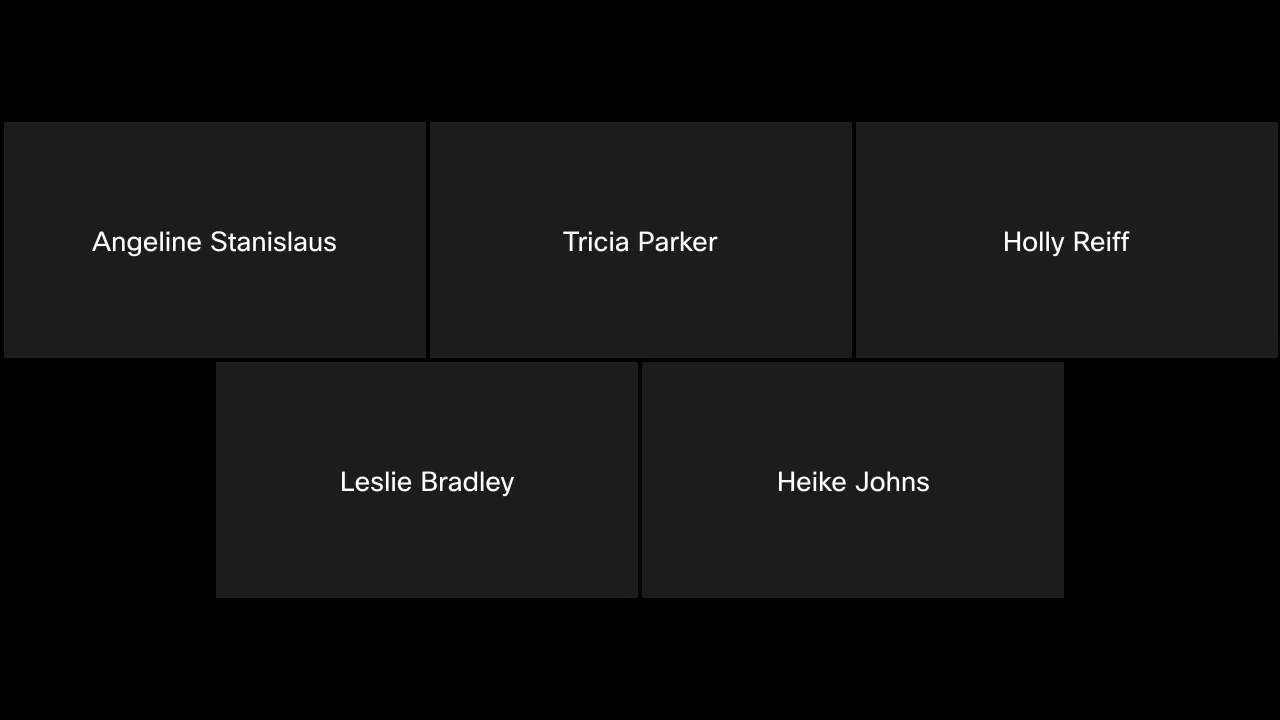 Angeline Stanislaus
Tricia Parker
Holly Reiff
Leslie Bradley
Heike Johns